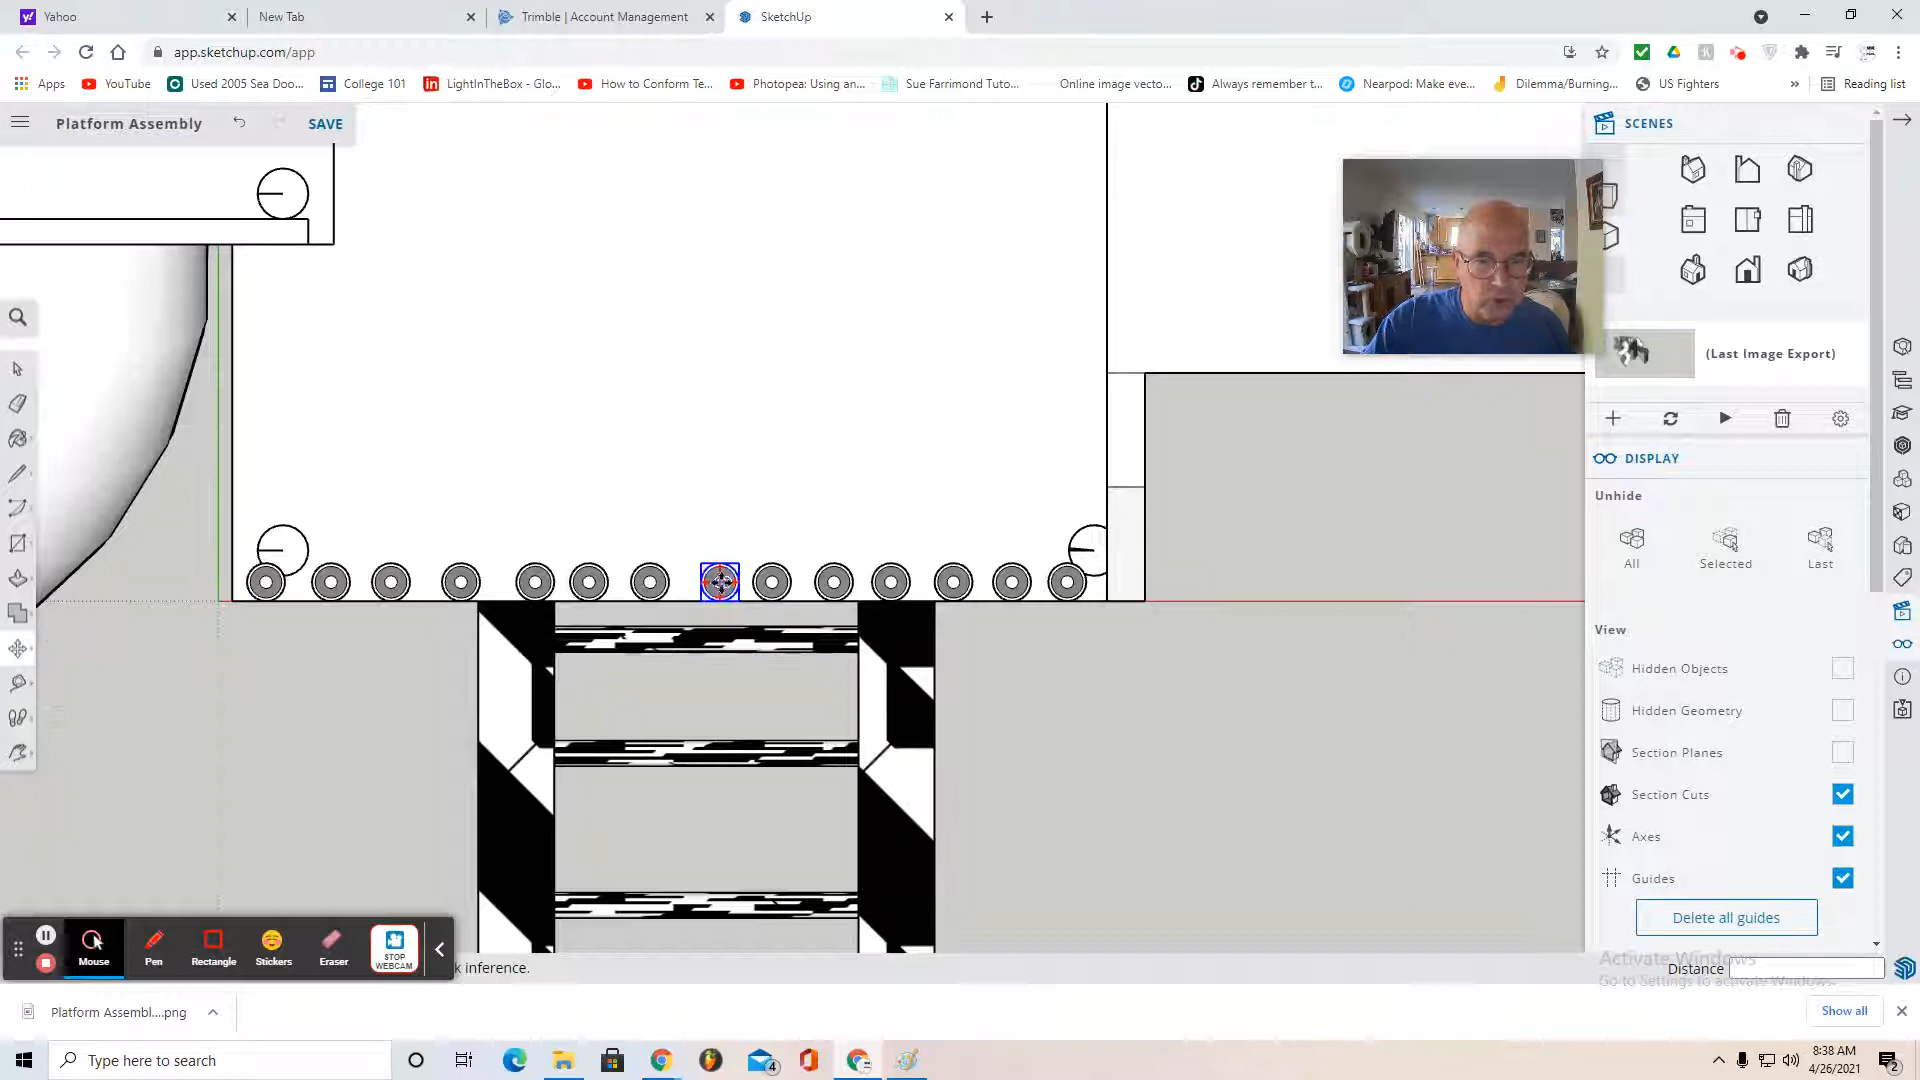 Yahoo
New Tab
Trimble | Account Management
SketchUp
app.sketchup.com/app
Apps
YouTube
Used 2005 Sea Doo...
College 101
LightInTheBox - Glo...
How to Conform Te...
Photopea: Using an...
Sue Farrimond Tuto...
Online image vecto...
Always remember t...
Nearpod: Make eve...
Dilemma/Burning...
US Fighters
»
Reading list
Platform Assembly
SAVE
SCENES
(Last Image Export)
DISPLAY
Unhide
All
Selected
Last
View
Hidden Objects
Hidden Geometry
Section Planes
Section Cuts
Axes
Guides
Delete all guides
Mouse
Pen
Rectangle
Stickers
Eraser
STOP
WEBCAM
k inference.
Activate Windows
Distance
Go to Settings to activate Windows.
Platform Assembl....png
Show all
Type here to search
4
8:38 AM
4/26/2021
2